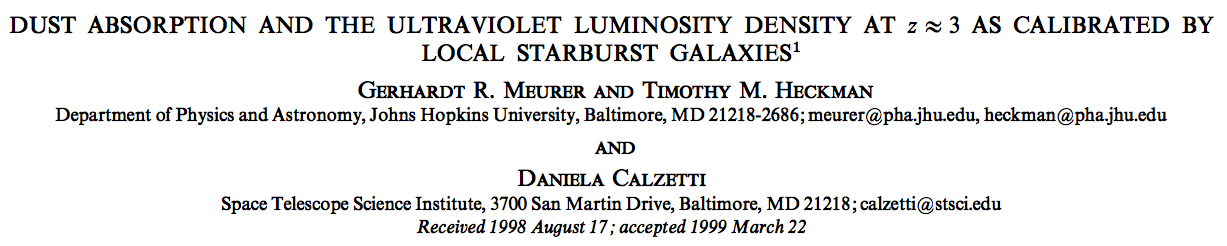 DUST ABSORPTION AND THE ULTRAVIOLET LUMINOSITY DENSITY AT z ≈ 3 AS CALIBRATED BY
LOCAL STARBURST GALAXIES¹
GERHARDT R. MEURER AND TIMOTHY M. HECKMAN
Department of Physics and Astronomy, Johns Hopkins University, Baltimore, MD 21218-2686; meurer@pha.jhu.edu, heckman@pha.jhu.edu
AND
DANIELA CALZETTI
Space Telescope Science Institute, 3700 San Martin Drive, Baltimore, MD 21218; calzetti@stsci.edu
Received 1998 August 17; accepted 1999 March 22